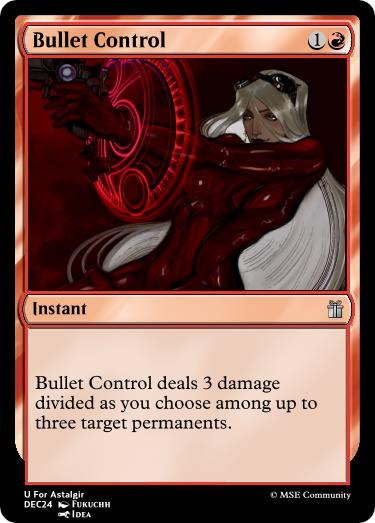 Bullet Control 1
Instant
Bullet Control deals 3 damage
divided as you choose among up to
three target permanents.
U For Astalgir
DEC24 Fukuchh © MSE Community
Idea